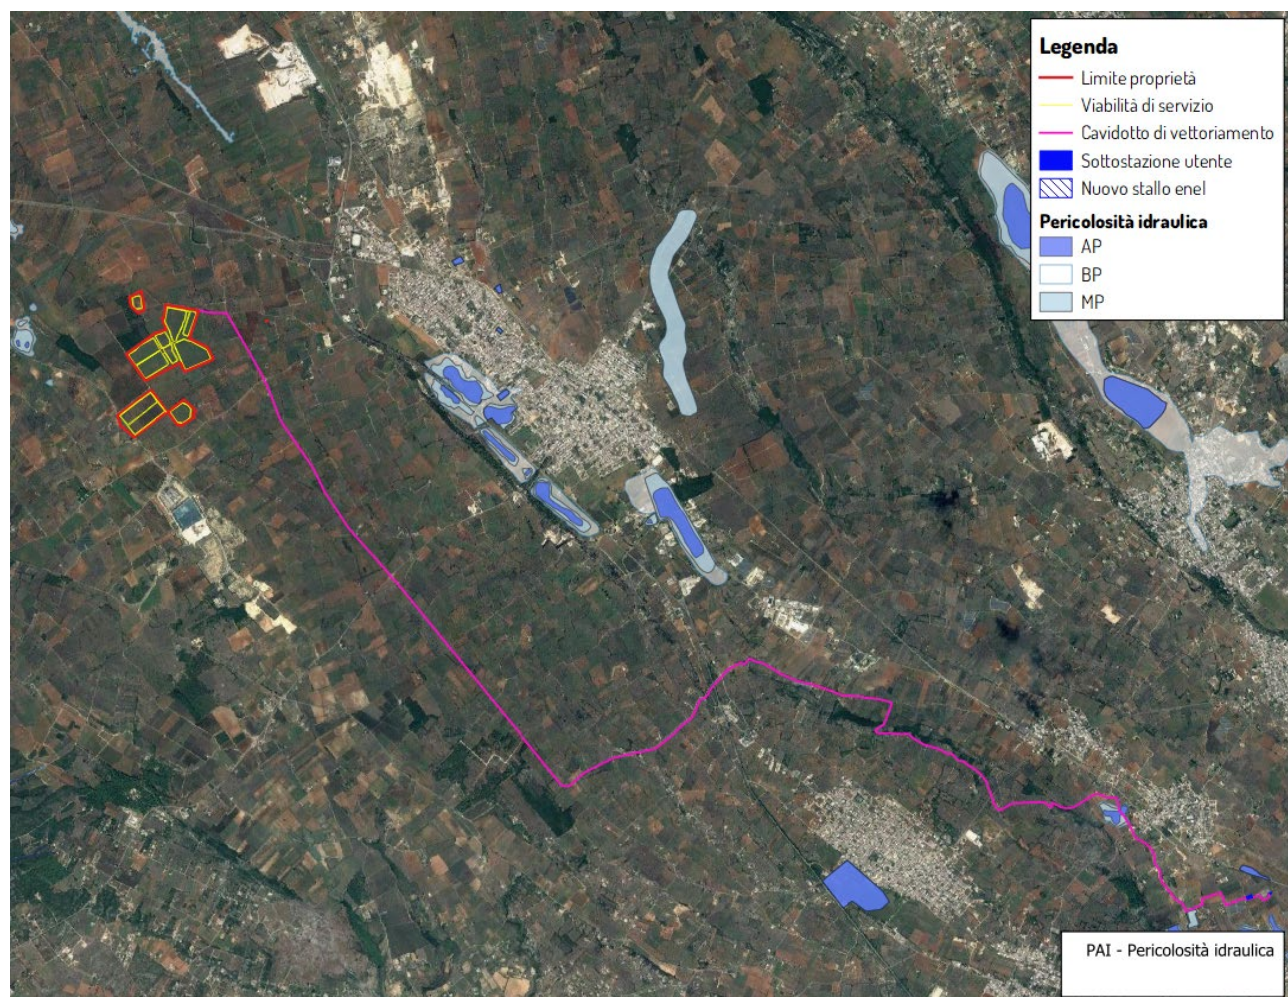 Legenda
Limite proprietà
Viabilità di servizio
Cavidotto di vettoriamento
Sottostazione utente
Nuovo stallo enel
Pericolosità idraulica
AP
BP
MP
PAI - Pericolosità idraulica